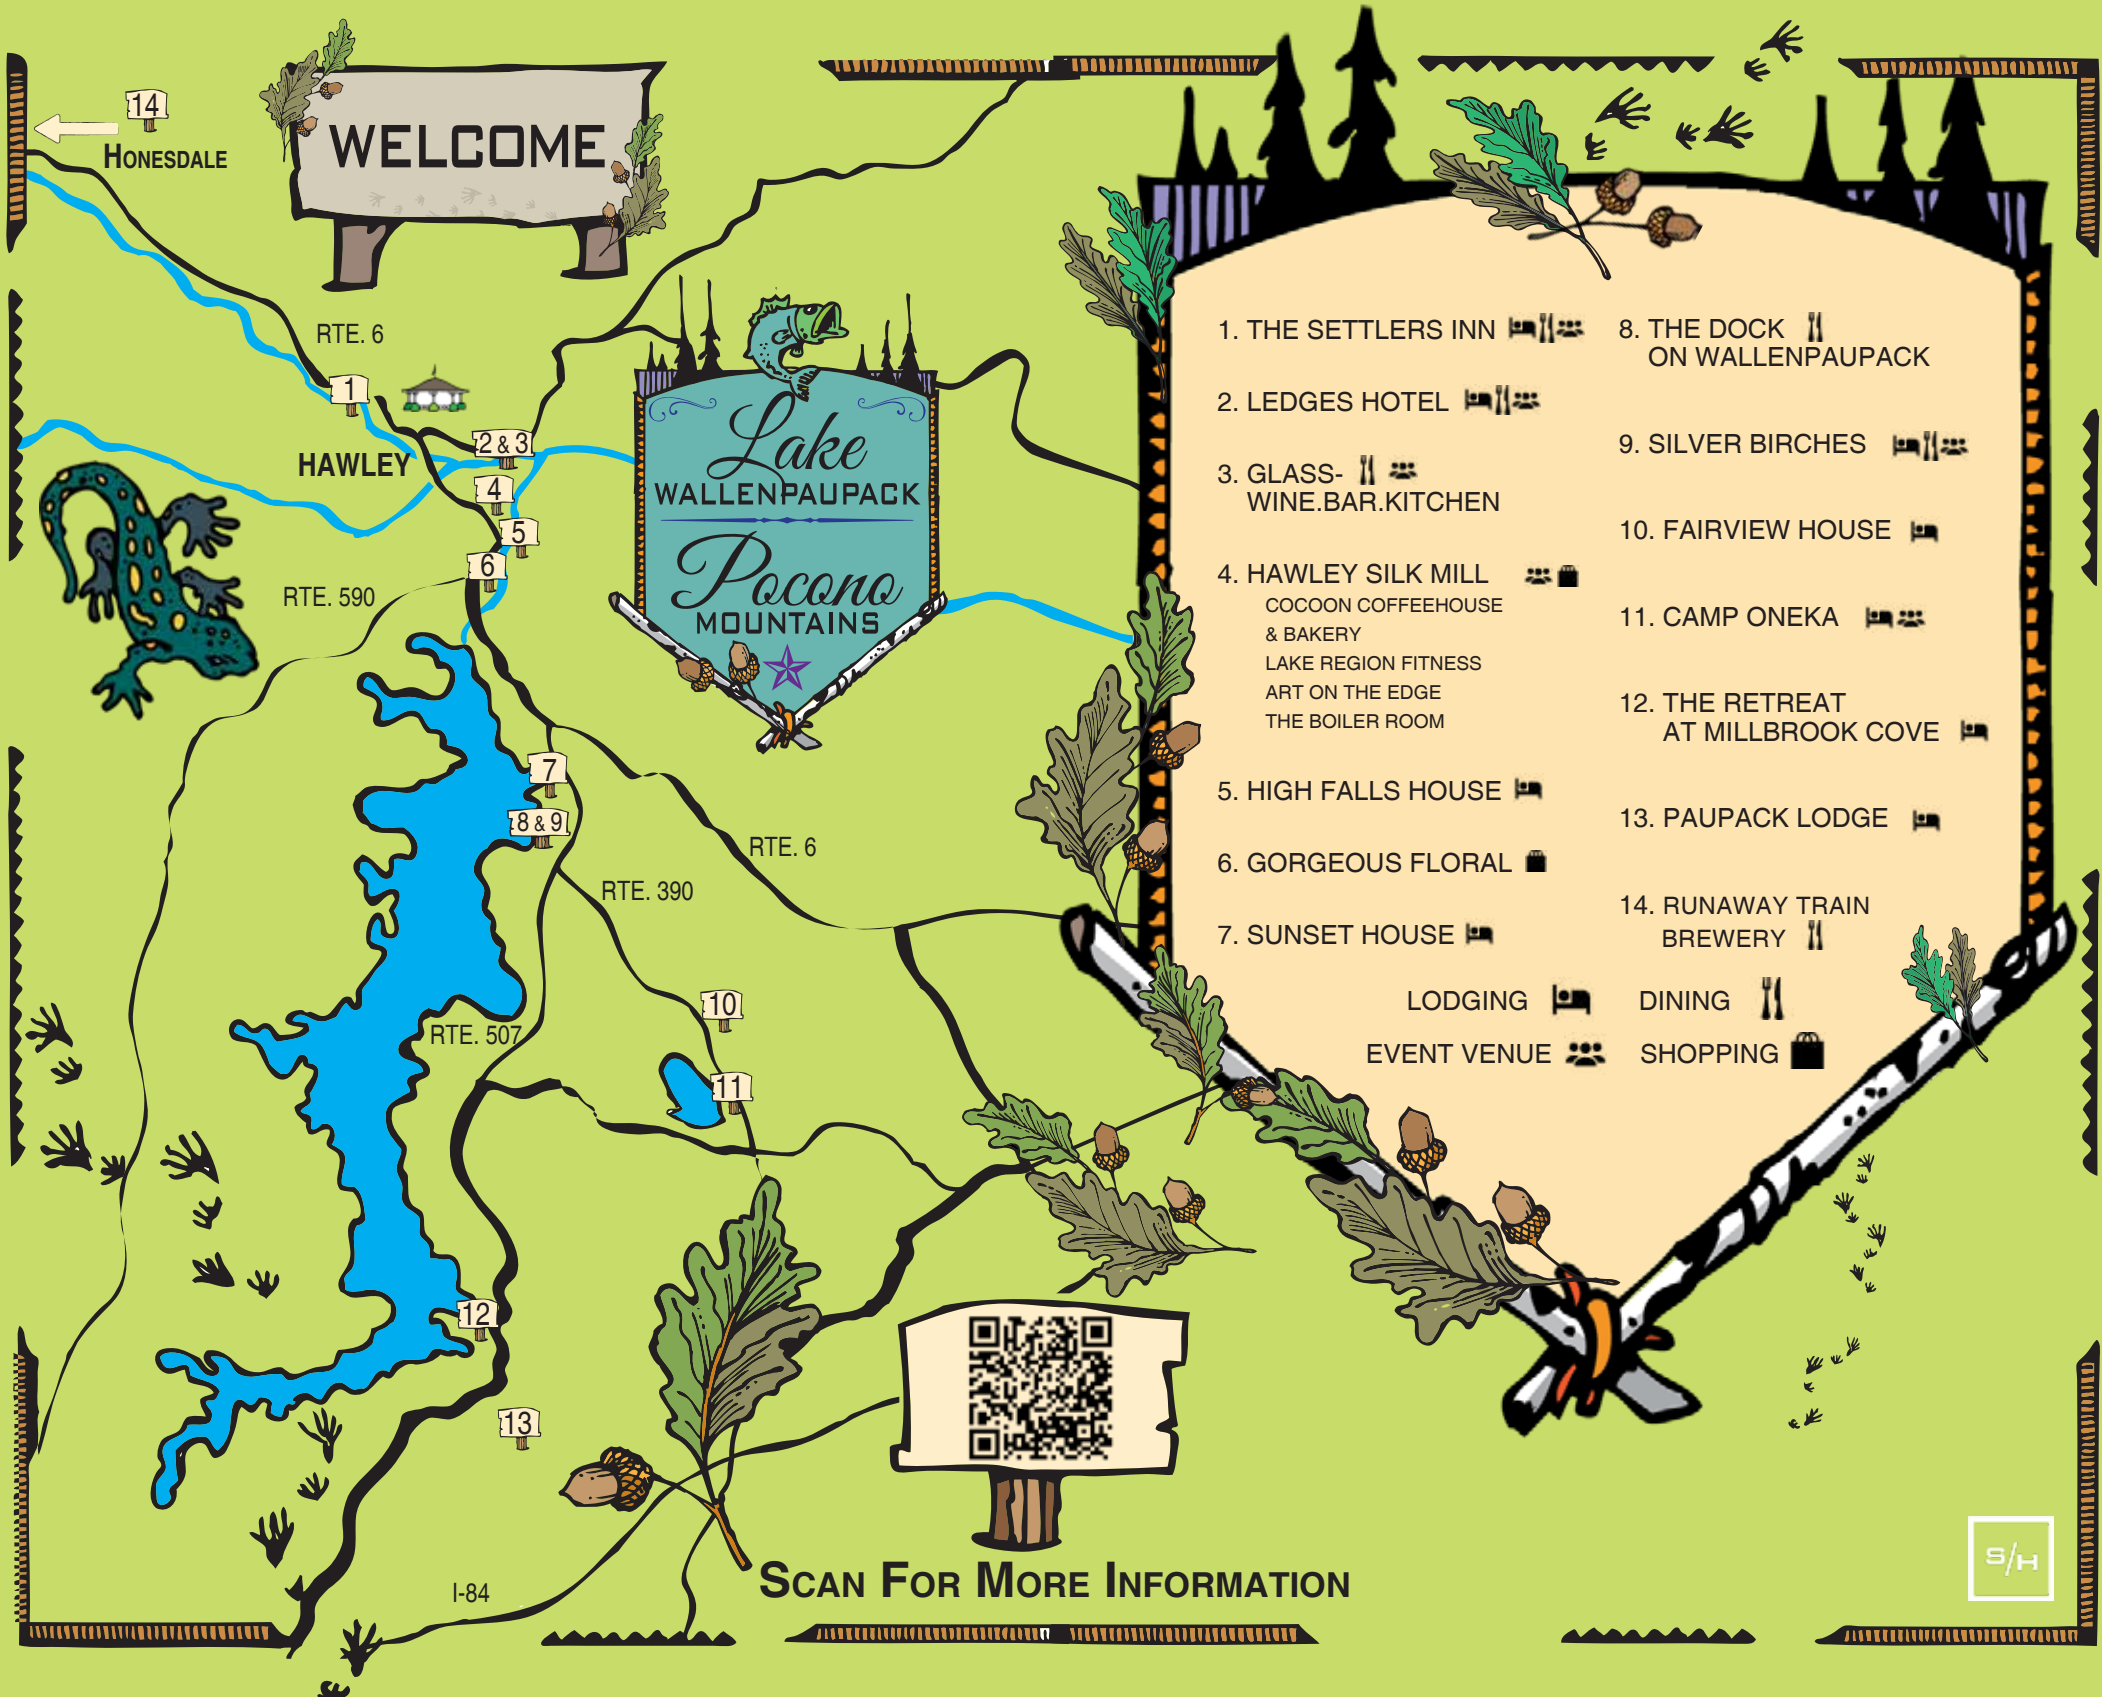 14
HONESDALE
WELCOME
RTE. 6
1
HAWLEY
2 & 3
4
5
6
RTE. 590
Lake
WALLENPAUPACK
Pocono
MOUNTAINS
7
8 & 9
RTE. 6
RTE. 390
10
RTE. 507
11
12
13
I-84
1. THE SETTLERS INN
2. LEDGES HOTEL
3. GLASS-
WINE.BAR.KITCHEN
4. HAWLEY SILK MILL
COCOON COFFEEHOUSE
& BAKERY
LAKE REGION FITNESS
ART ON THE EDGE
THE BOILER ROOM
5. HIGH FALLS HOUSE
6. GORGEOUS FLORAL
7. SUNSET HOUSE
8. THE DOCK
ON WALLENPAUPACK
9. SILVER BIRCHES
10. FAIRVIEW HOUSE
11. CAMP ONEKA
12. THE RETREAT
AT MILLBROOK COVE
13. PAUPACK LODGE
14. RUNAWAY TRAIN
BREWERY
LODGING DINING
EVENT VENUE SHOPPING
SCAN FOR MORE INFORMATION
S/H